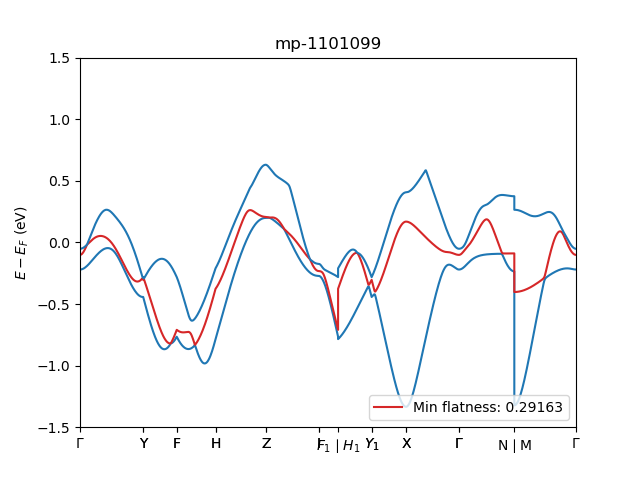 mp-1101099
1.5
1.0
0.5
0.0
−0.5
−1.0
−1.5
E − E_F (eV)
Min flatness: 0.29163
Γ Y F H Z F₁ | H₁ Y₁ X Γ N | M Γ